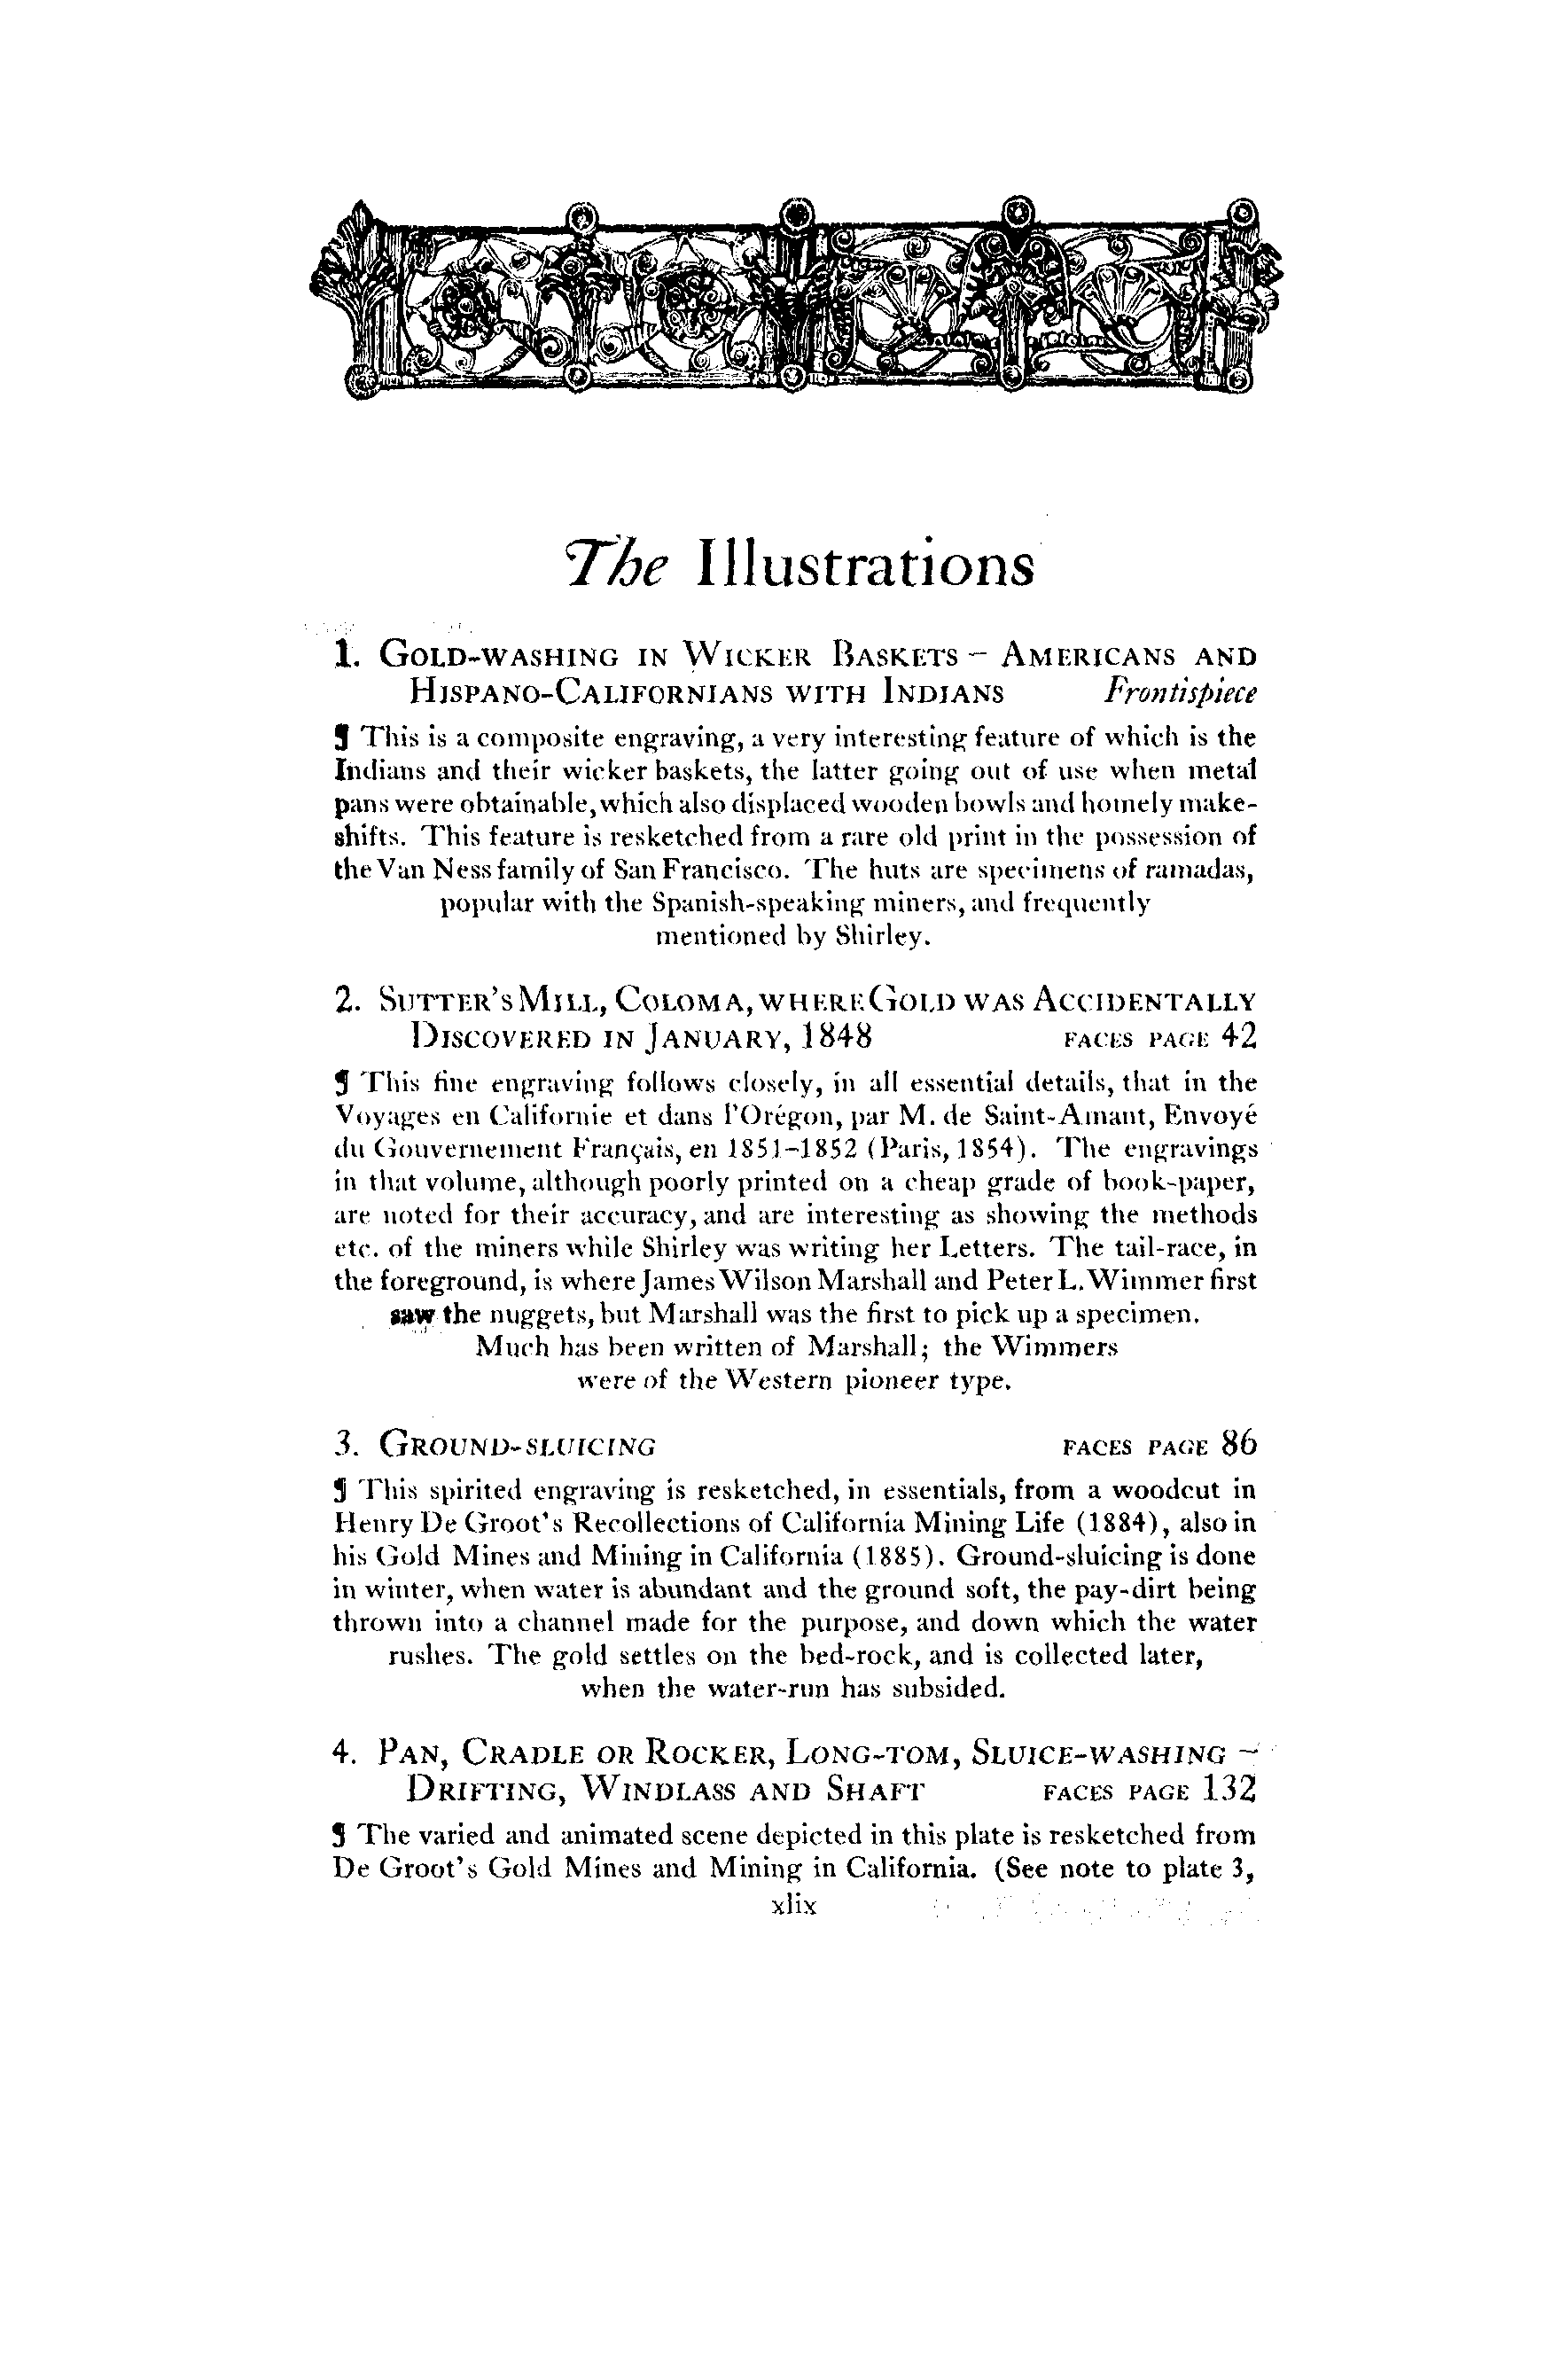 The Illustrations
1. Gold-washing in Wicker Baskets – Americans and
Hispano-Californians with Indians Frontispiece
¶ This is a composite engraving, a very interesting feature of which is the
Indians and their wicker baskets, the latter going out of use when metal
pans were obtainable, which also displaced wooden bowls and homely make-
shifts. This feature is resketched from a rare old print in the possession of
the Van Ness family of San Francisco. The huts are specimens of ramadas,
popular with the Spanish-speaking miners, and frequently
mentioned by Shirley.
2. Sutter's Mill, Coloma, where Gold was Accidentally
Discovered in January, 1848 faces page 42
¶ This fine engraving follows closely, in all essential details, that in the
Voyages en Californie et dans l'Orégon, par M. de Saint-Amant, Envoyé
du Gouvernement Français, en 1851–1852 (Paris, 1854). The engravings
in that volume, although poorly printed on a cheap grade of book-paper,
are noted for their accuracy, and are interesting as showing the methods
etc. of the miners while Shirley was writing her Letters. The tail-race, in
the foreground, is where James Wilson Marshall and Peter L. Wimmer first
saw the nuggets, but Marshall was the first to pick up a specimen.
Much has been written of Marshall; the Wimmers
were of the Western pioneer type.
3. Ground-sluicing faces page 86
¶ This spirited engraving is resketched, in essentials, from a woodcut in
Henry De Groot's Recollections of California Mining Life (1884), also in
his Gold Mines and Mining in California (1885). Ground-sluicing is done
in winter, when water is abundant and the ground soft, the pay-dirt being
thrown into a channel made for the purpose, and down which the water
rushes. The gold settles on the bed-rock, and is collected later,
when the water-run has subsided.
4. Pan, Cradle or Rocker, Long-tom, Sluice-washing –
Drifting, Windlass and Shaft faces page 132
¶ The varied and animated scene depicted in this plate is resketched from
De Groot's Gold Mines and Mining in California. (See note to plate 3,
xlix